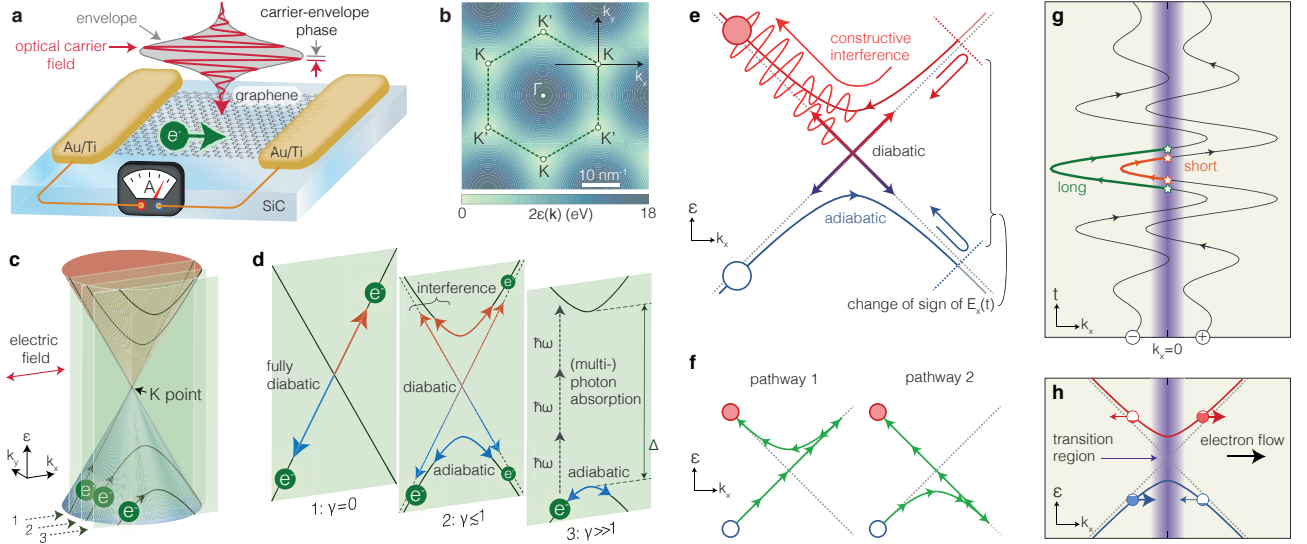 a
envelope
carrier-envelope
phase
optical carrier
field
graphene
e-
Au/Ti
Au/Ti
A
SiC
b
ky
K'
K
K
kx
Γ
K'
K'
K
10 nm⁻¹
0
2ε(k) (eV)
18
c
electric
field
K point
ε
ky
kx
e-
e-
e-
1
2
3
d
e-
fully
diabatic
e-
1: γ=0
interference
e-
diabatic
adiabatic
e-
e-
2: γ≲1
ħω
ħω
ħω
(multi-)
photon
absorption
Δ
adiabatic
e-
3: γ>>1
e
constructive
interference
diabatic
adiabatic
ε
kx
change of sign of Ex(t)
f
pathway 1
pathway 2
ε
kx
g
short
long
t
kx
−
+
kx=0
h
transition
region
electron flow
ε
kx